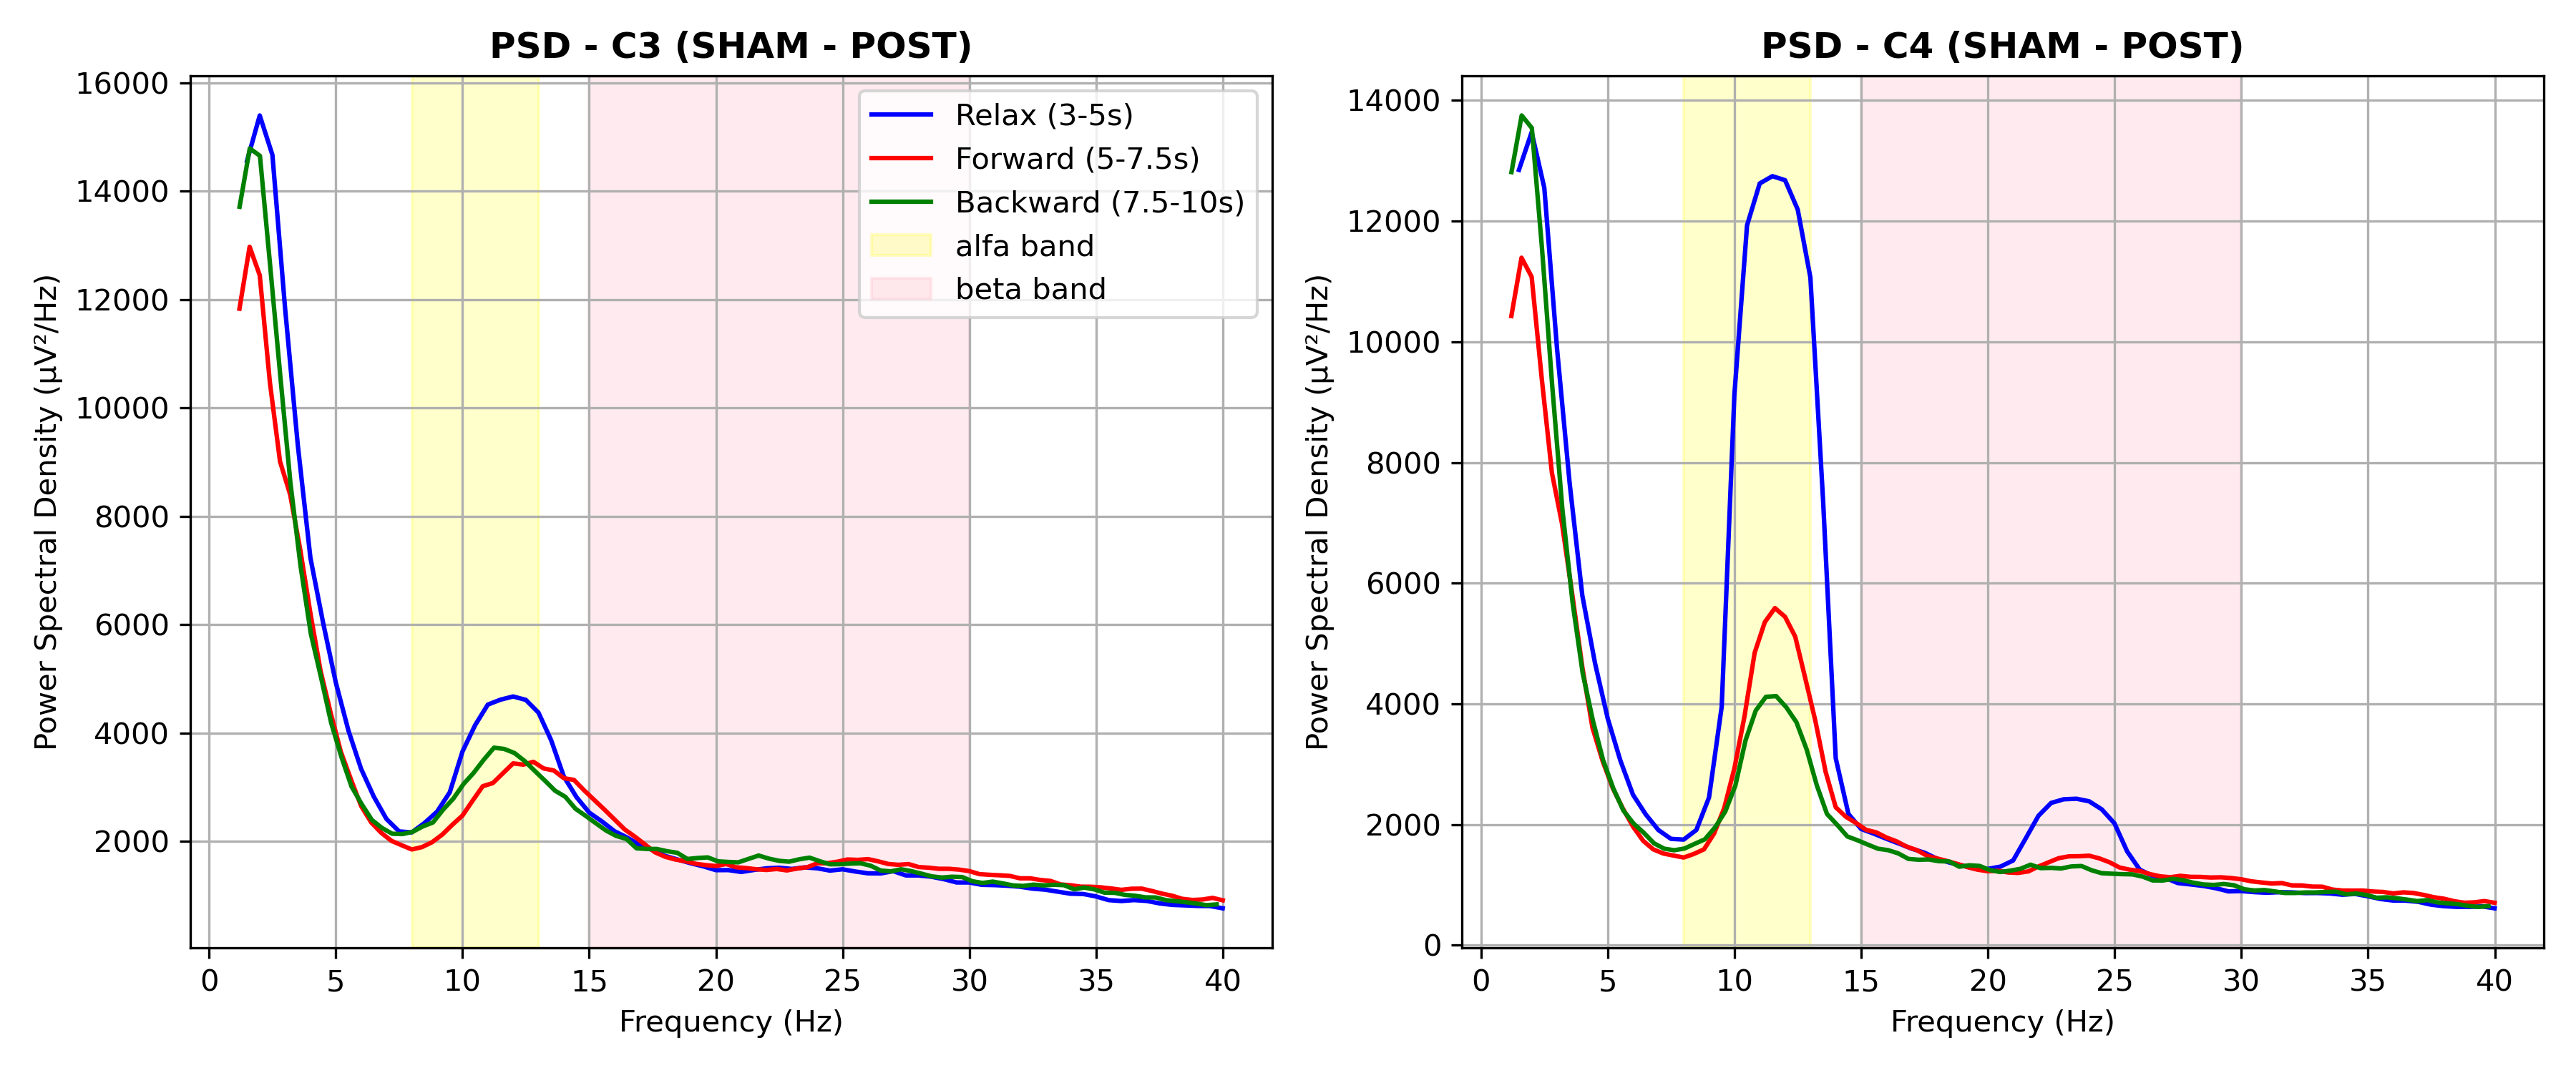 PSD - C3 (SHAM - POST)
16000
14000
12000
10000
8000
6000
4000
2000
Power Spectral Density (µV²/Hz)
0 5 10 15 20 25 30 35 40
Frequency (Hz)
Relax (3-5s)
Forward (5-7.5s)
Backward (7.5-10s)
alfa band
beta band
PSD - C4 (SHAM - POST)
14000
12000
10000
8000
6000
4000
2000
0
Power Spectral Density (µV²/Hz)
0 5 10 15 20 25 30 35 40
Frequency (Hz)